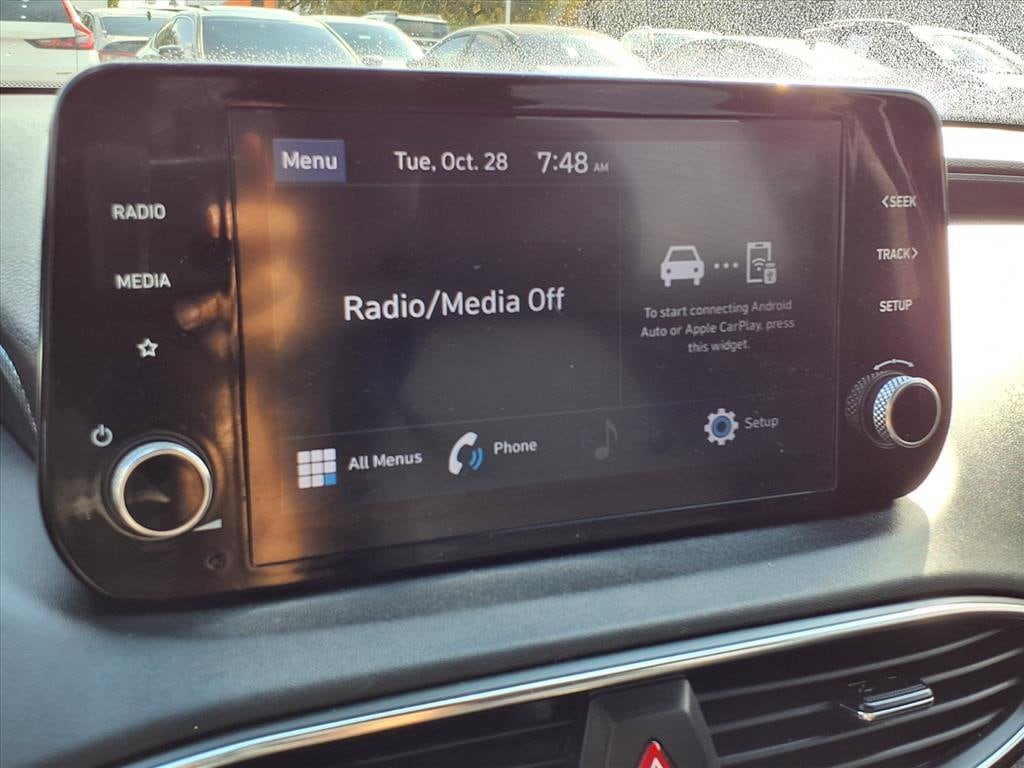 Menu
Tue, Oct. 28
7:48 AM
RADIO
MEDIA
Radio/Media Off
To start connecting Android
Auto or Apple CarPlay, press
this widget.
<SEEK
TRACK>
SETUP
All Menus
Phone
Setup